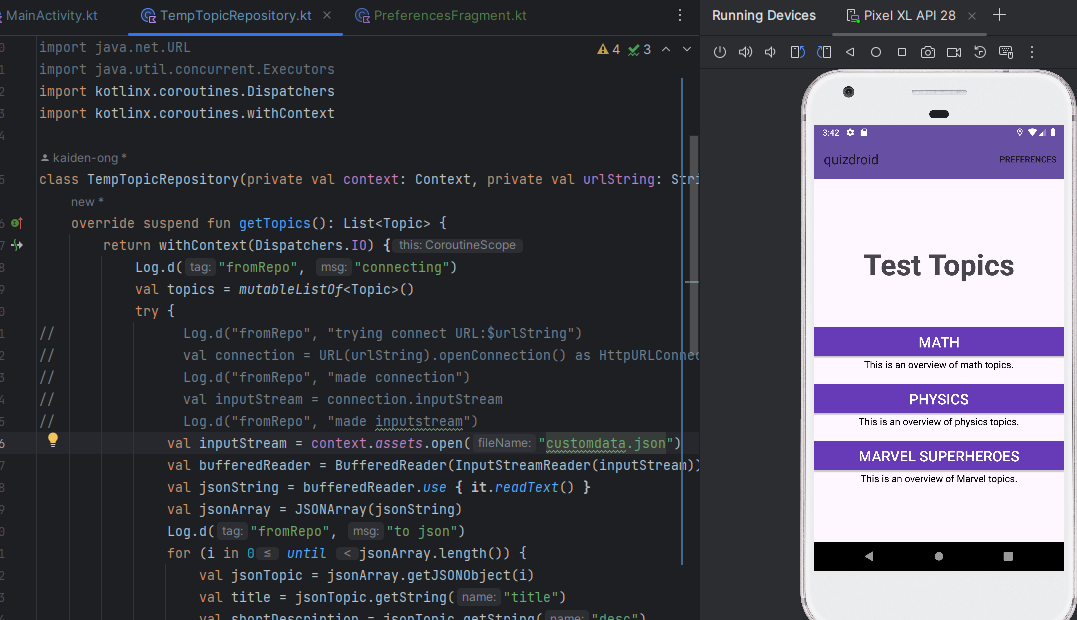 MainActivity.kt
TempTopicRepository.kt
PreferencesFragment.kt
Running Devices
Pixel XL API 28
import java.net.URL
import java.util.concurrent.Executors
import kotlinx.coroutines.Dispatchers
import kotlinx.coroutines.withContext
4 3
kaiden-ong *
class TempTopicRepository(private val context: Context, private val urlString: Stri
new *
override suspend fun getTopics(): List<Topic> {
return withContext(Dispatchers.IO) { this: CoroutineScope
Log.d( tag: "fromRepo", msg: "connecting")
val topics = mutableListOf<Topic>()
try {
// Log.d("fromRepo", "trying connect URL:$urlString")
// val connection = URL(urlString).openConnection() as HttpURLConnec
// Log.d("fromRepo", "made connection")
// val inputStream = connection.inputStream
// Log.d("fromRepo", "made inputstream")
val inputStream = context.assets.open( fileName: "customdata.json")
val bufferedReader = BufferedReader(InputStreamReader(inputStream))
val jsonString = bufferedReader.use { it.readText() }
val jsonArray = JSONArray(jsonString)
Log.d( tag: "fromRepo", msg: "to json")
for (i in 0 ≤ until < jsonArray.length()) {
val jsonTopic = jsonArray.getJSONObject(i)
val title = jsonTopic.getString( name: "title")
val shortDescription = jsonTopic.getString( name: "desc")
3:42
quizdroid
PREFERENCES
Test Topics
MATH
This is an overview of math topics.
PHYSICS
This is an overview of physics topics.
MARVEL SUPERHEROES
This is an overview of Marvel topics.